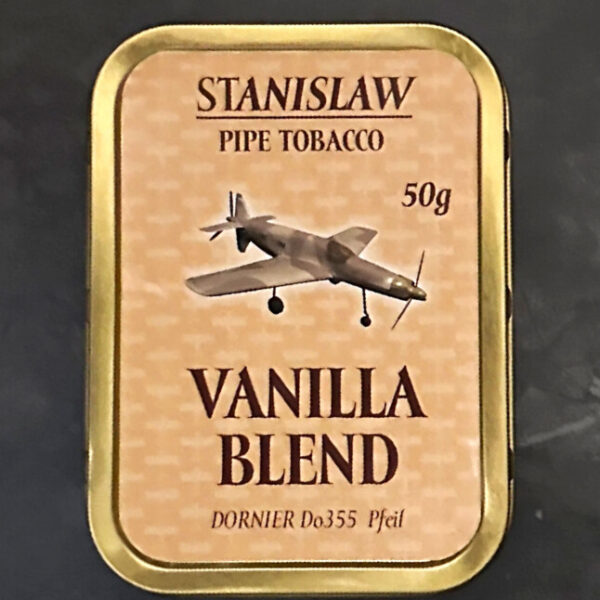 STANISLAW
PIPE TOBACCO
50g
VANILLA
BLEND
DORNIER Do355 Pfeil